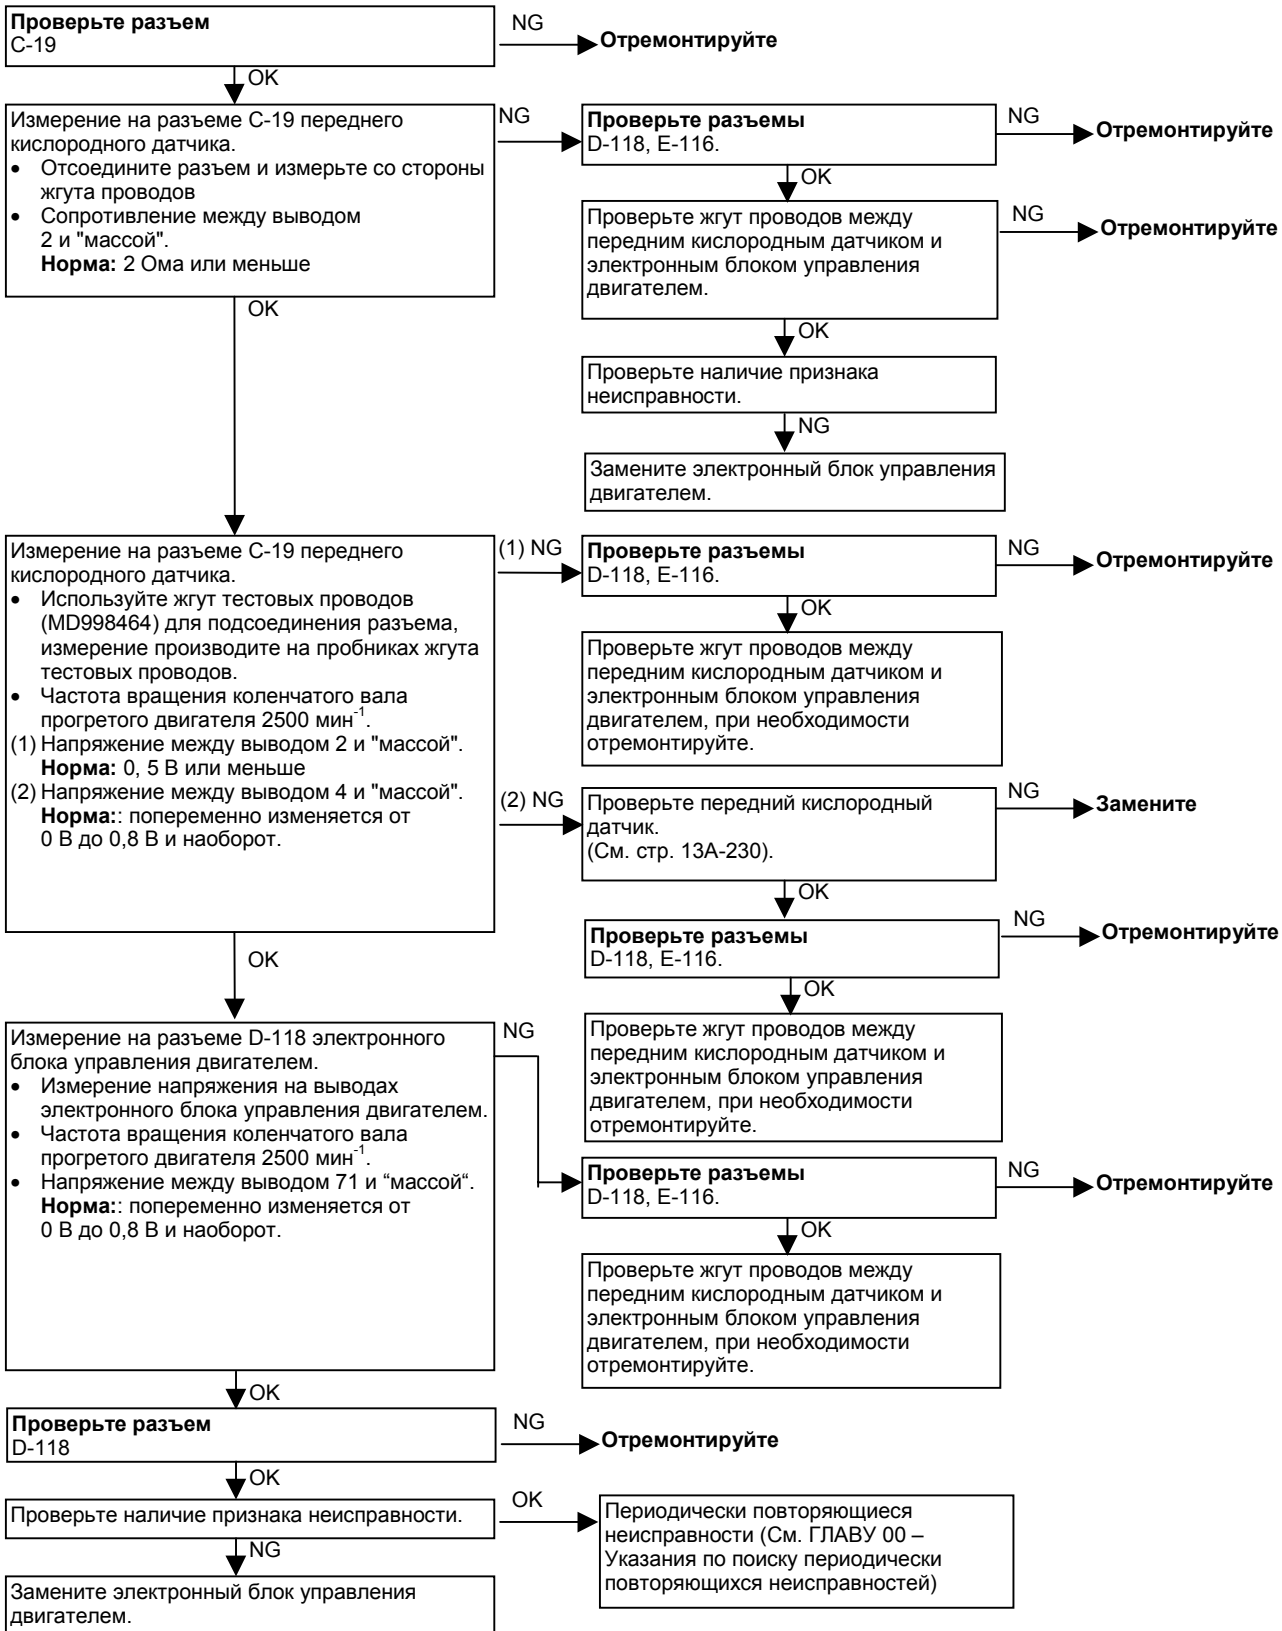 Проверьте разъем
C-19
NG
Отремонтируйте
OK
Измерение на разъеме C-19 переднего
кислородного датчика.
• Отсоедините разъем и измерьте со стороны
жгута проводов
• Сопротивление между выводом
2 и "массой".
Норма: 2 Ома или меньше
NG
Проверьте разъемы
D-118, E-116.
NG
Отремонтируйте
OK
Проверьте жгут проводов между
передним кислородным датчиком и
электронным блоком управления
двигателем.
NG
Отремонтируйте
OK
Проверьте наличие признака
неисправности.
NG
Замените электронный блок управления
двигателем.
OK
Измерение на разъеме C-19 переднего
кислородного датчика.
• Используйте жгут тестовых проводов
(MD998464) для подсоединения разъема,
измерение производите на пробниках жгута
тестовых проводов.
• Частота вращения коленчатого вала
прогретого двигателя 2500 мин-1.
(1) Напряжение между выводом 2 и "массой".
Норма: 0, 5 В или меньше
(2) Напряжение между выводом 4 и "массой".
Норма:: попеременно изменяется от
0 В до 0,8 В и наоборот.
(1) NG
Проверьте разъемы
D-118, E-116.
NG
Отремонтируйте
OK
Проверьте жгут проводов между
передним кислородным датчиком и
электронным блоком управления
двигателем, при необходимости
отремонтируйте.
(2) NG
Проверьте передний кислородный
датчик.
(См. стр. 13A-230).
NG
Замените
OK
Проверьте разъемы
D-118, E-116.
NG
Отремонтируйте
OK
Проверьте жгут проводов между
передним кислородным датчиком и
электронным блоком управления
двигателем, при необходимости
отремонтируйте.
OK
Измерение на разъеме D-118 электронного
блока управления двигателем.
• Измерение напряжения на выводах
электронного блока управления двигателем.
• Частота вращения коленчатого вала
прогретого двигателя 2500 мин-1.
• Напряжение между выводом 71 и “массой“.
Норма:: попеременно изменяется от
0 В до 0,8 В и наоборот.
NG
Проверьте разъемы
D-118, E-116.
NG
Отремонтируйте
OK
Проверьте жгут проводов между
передним кислородным датчиком и
электронным блоком управления
двигателем, при необходимости
отремонтируйте.
OK
Проверьте разъем
D-118
NG
Отремонтируйте
OK
Проверьте наличие признака неисправности.
OK
Периодически повторяющиеся
неисправности (См. ГЛАВУ 00 –
Указания по поиску периодически
повторяющихся неисправностей)
NG
Замените электронный блок управления
двигателем.